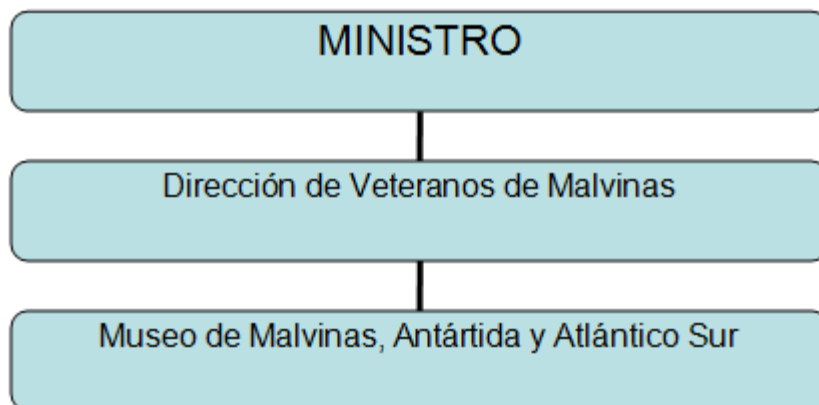 MINISTRO
Dirección de Veteranos de Malvinas
Museo de Malvinas, Antártida y Atlántico Sur